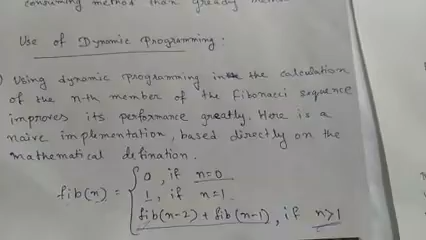 consuming method than greedy method
Use of Dynamic Programming.
) Using dynamic programming in the calculation
of the n-th member of the Fibonacci sequence
improves its performance greatly. Here is a
naive implementation, based directly on the
mathematical defination.
fib(n) = { 0, if n=0
1, if n=1
fib(n-2) + fib(n-1), if n>1